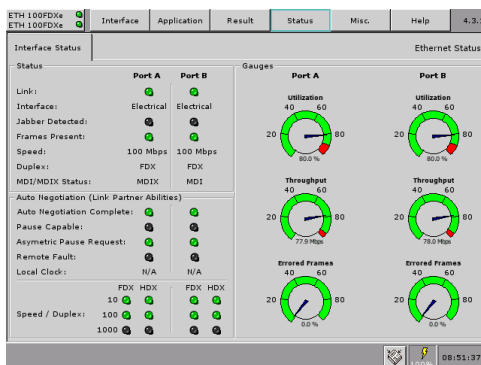 ETH 100FDXe
ETH 100FDXe
Interface Application Result Status Misc. Help 4.3.
Interface Status
Ethernet Status
Status
Port A Port B
Link:
Interface: Electrical Electrical
Jabber Detected:
Frames Present:
Speed: 100 Mbps 100 Mbps
Duplex: FDX FDX
MDI/MDIX Status: MDIX MDI
Auto Negotiation (Link Partner Abilities)
Auto Negotiation Complete:
Pause Capable:
Asymetric Pause Request:
Remote Fault:
Local Clock: N/A N/A
FDX HDX FDX HDX
10
Speed / Duplex: 100
1000
Gauges
Port A Port B
Utilization Utilization
40 60 40 60
20 80 20 80
80.0 % 80.0 %
Throughput Throughput
40 60 40 60
20 80 20 80
77.9 Mbps 78.0 Mbps
Errored Frames Errored Frames
40 60 40 60
20 80 20 80
0.0 % 0.0 %
100%
08:51:37